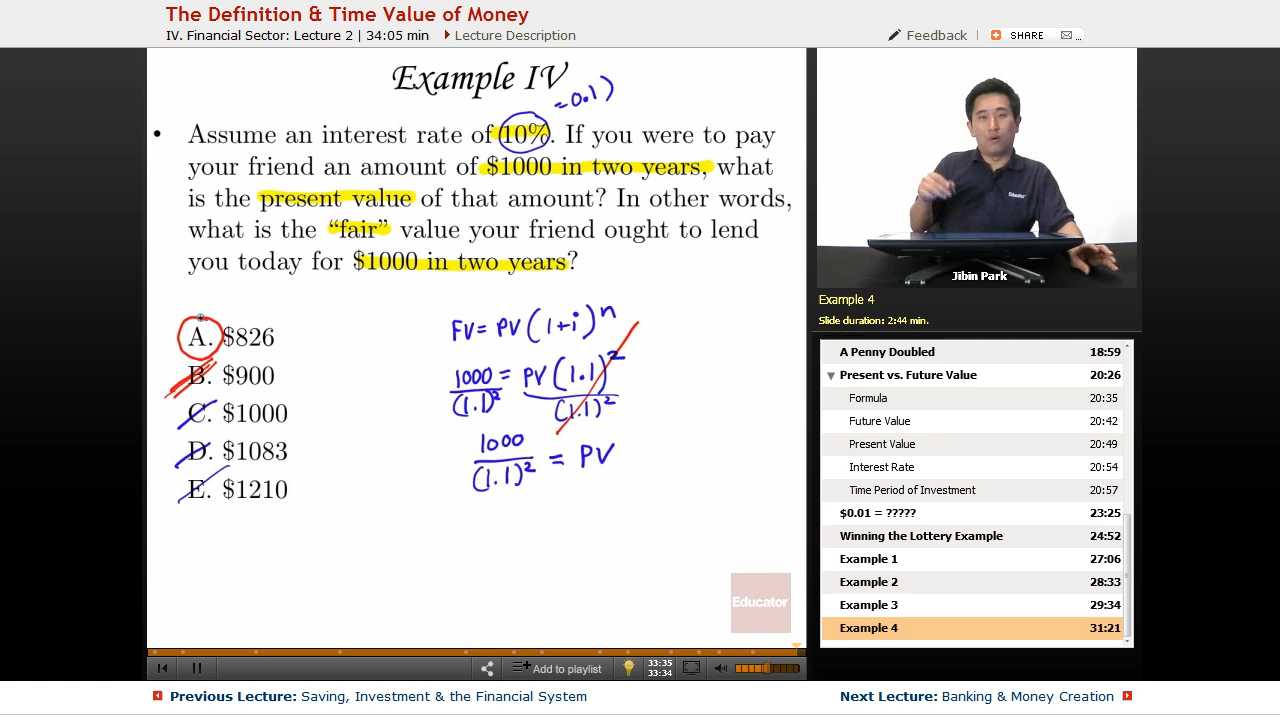 The Definition & Time Value of Money
IV. Financial Sector: Lecture 2 | 34:05 min
Lecture Description
Feedback
SHARE
Example IV
= 0.1)
• Assume an interest rate of 10%. If you were to pay
your friend an amount of $1000 in two years, what
is the present value of that amount? In other words,
what is the “fair” value your friend ought to lend
you today for $1000 in two years?
A. $826
B. $900
C. $1000
D. $1083
E. $1210
FV = PV (1+i)^n
1000 = PV (1.1)^2
(1.1)^2 (1.1)^2
1000
(1.1)^2 = PV
Educator
Educator
Jibin Park
Example 4
Slide duration: 2:44 min.
A Penny Doubled 18:59
Present vs. Future Value 20:26
Formula 20:35
Future Value 20:42
Present Value 20:49
Interest Rate 20:54
Time Period of Investment 20:57
$0.01 = ????? 23:25
Winning the Lottery Example 24:52
Example 1 27:06
Example 2 28:33
Example 3 29:34
Example 4 31:21
Add to playlist
33:35
33:34
Previous Lecture: Saving, Investment & the Financial System
Next Lecture: Banking & Money Creation